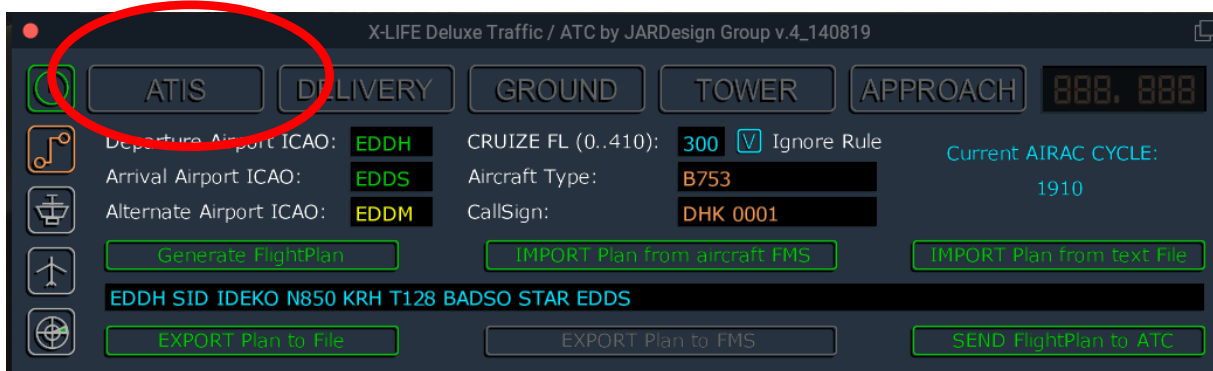 X-LIFE Deluxe Traffic / ATC by JARDesign Group v.4_140819
ATIS DELIVERY GROUND TOWER APPROACH 888. 888
Departure Airport ICAO: EDDH CRUIZE FL (0..410): 300 V Ignore Rule
Current AIRAC CYCLE:
Arrival Airport ICAO: EDDS Aircraft Type: B753
1910
Alternate Airport ICAO: EDDM CallSign: DHK 0001
Generate FlightPlan IMPORT Plan from aircraft FMS IMPORT Plan from text File
EDDH SID IDEKO N850 KRH T128 BADSO STAR EDDS
EXPORT Plan to File EXPORT Plan to FMS SEND FlightPlan to ATC